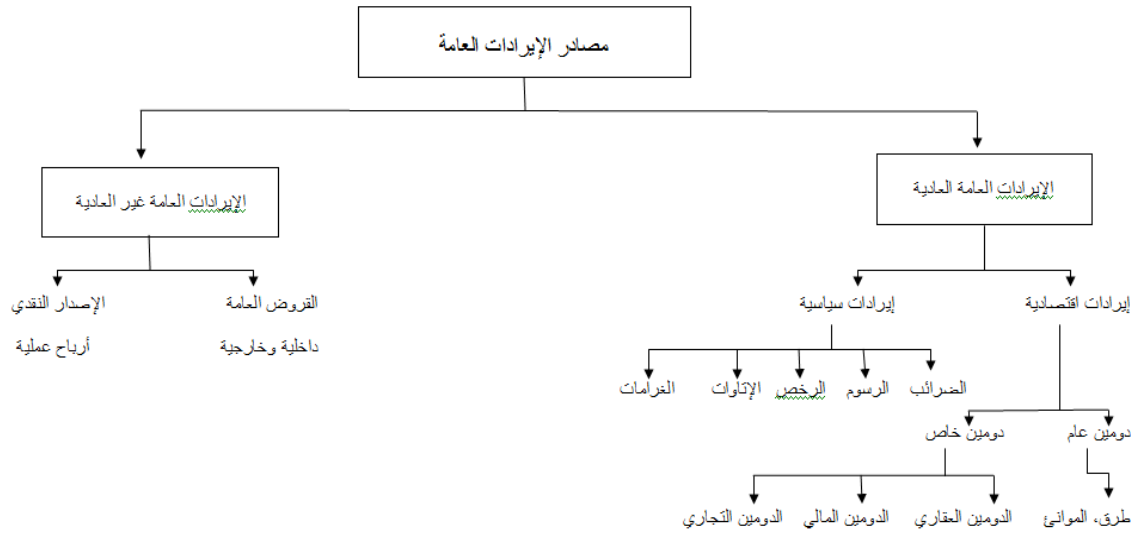 مصادر الإيرادات العامة
الإيرادات العامة العادية
الإيرادات العامة غير العادية
إيرادات اقتصادية
إيرادات سياسية
القروض العامة
الإصدار النقدي
داخلية وخارجية
أرباح عملية
الضرائب
الرسوم
الرخص
الإتاوات
الغرامات
دومين عام
دومين خاص
طرق، الموانئ
الدومين العقاري
الدومين المالي
الدومين التجاري